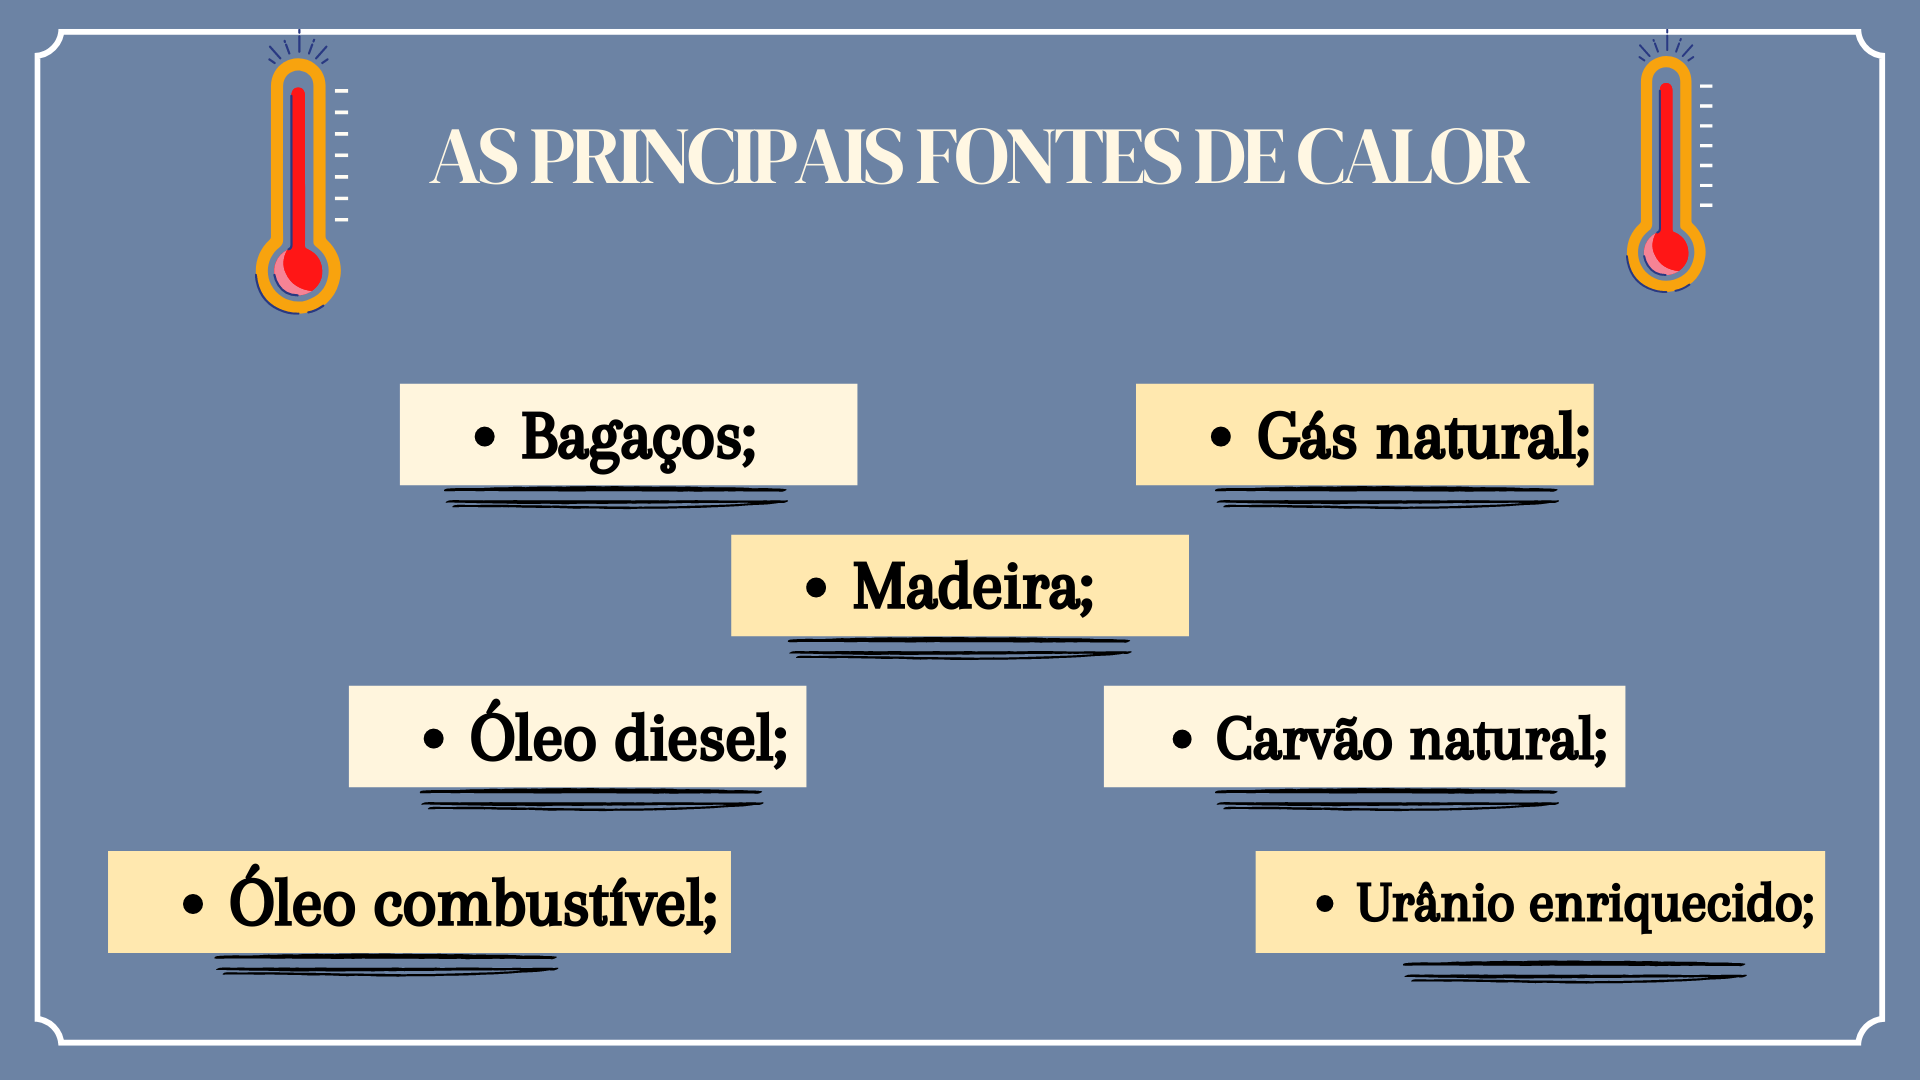 AS PRINCIPAIS FONTES DE CALOR
• Bagaços;
• Gás natural;
• Madeira;
• Óleo diesel;
• Carvão natural;
• Óleo combustível;
• Urânio enriquecido;